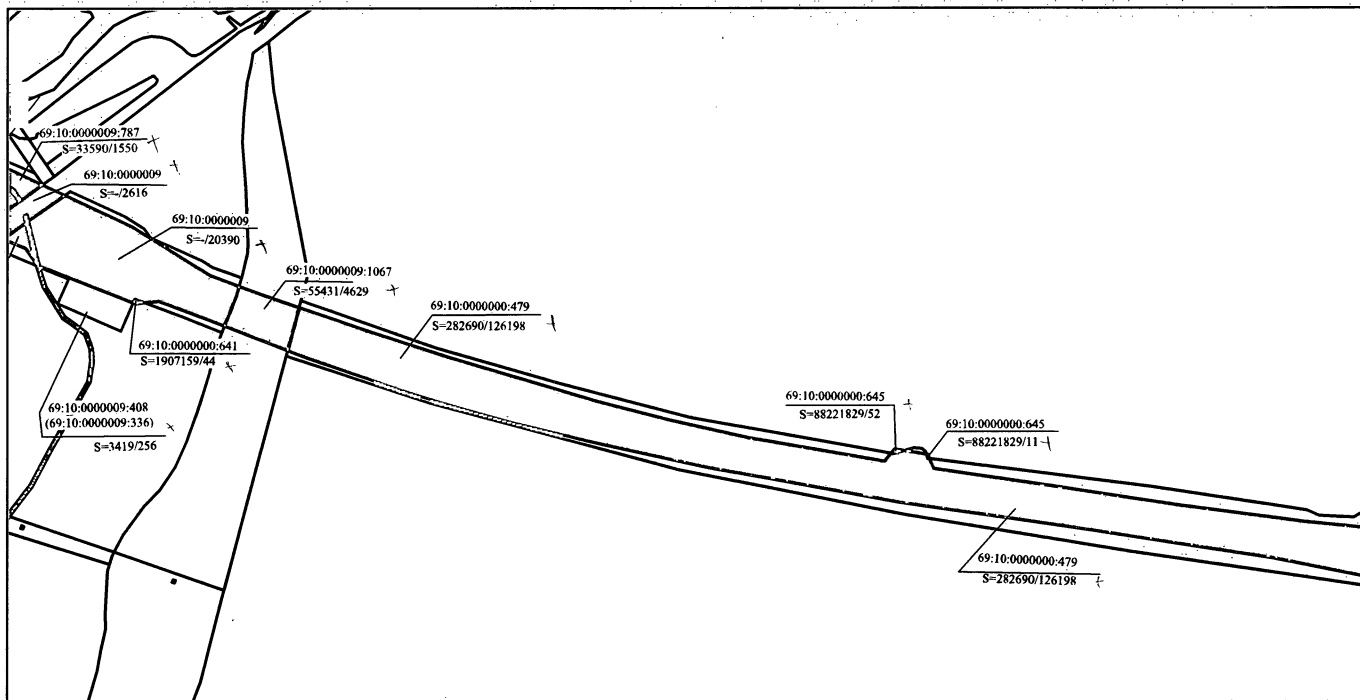 69:10:0000009:787
S=33590/1550
69:10:0000009
S=-/2616
69:10:0000009
S=-/20390
69:10:0000009:1067
S=55431/4629
69:10:0000000:479
S=282690/126198
69:10:0000000:641
S=1907159/44
69:10:0000009:408
(69:10:0000009:336)
S=3419/256
69:10:0000000:645
S=88221829/52
69:10:0000000:645
S=88221829/11
69:10:0000000:479
S=282690/126198